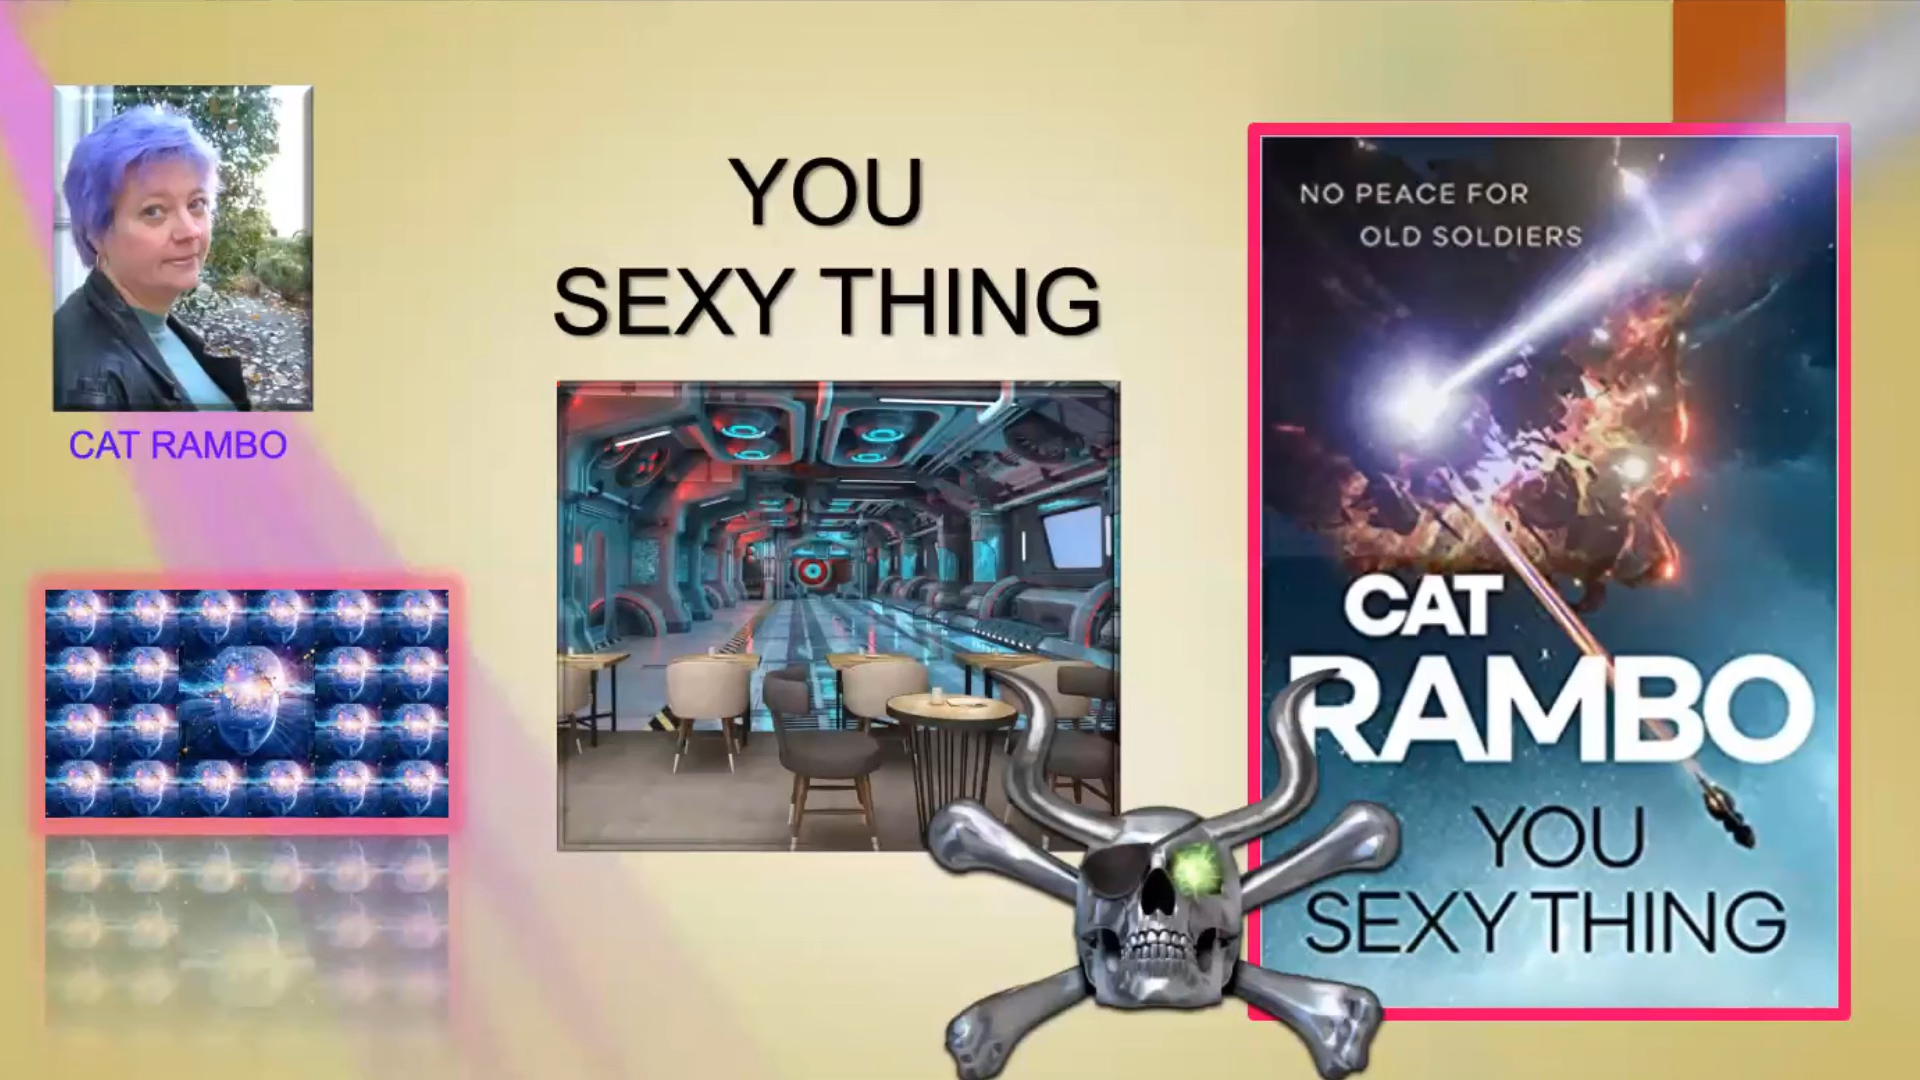 YOU
SEXY THING
CAT RAMBO
NO PEACE FOR
OLD SOLDIERS
CAT
RAMBO
YOU
SEXY THING